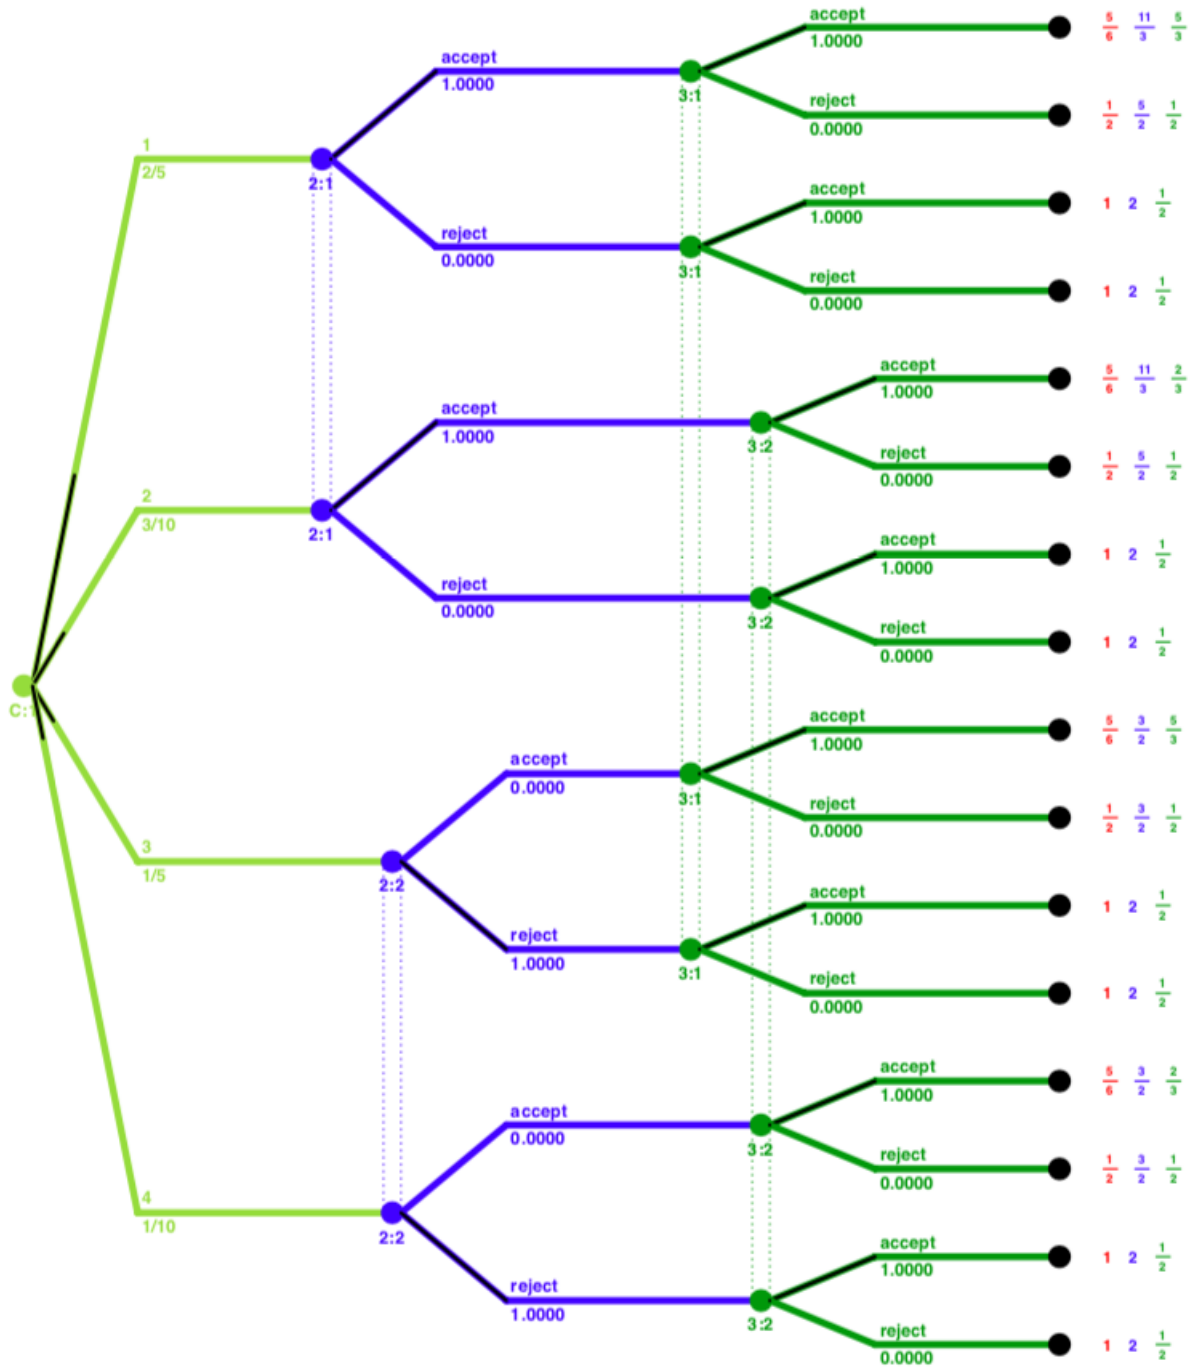 accept
1.0000
5/6 11/3 5/3
accept
1.0000
3:1
reject
0.0000
1/2 5/2 1/2
1
2/5
2:1
accept
1.0000
1 2 1/2
reject
0.0000
3:1
reject
0.0000
1 2 1/2
accept
1.0000
5/6 11/3 2/3
accept
1.0000
3:2
reject
0.0000
1/2 5/2 1/2
2
3/10
2:1
accept
1.0000
1 2 1/2
reject
0.0000
3:2
reject
0.0000
1 2 1/2
C:1
accept
1.0000
5/6 3/2 5/3
accept
0.0000
3:1
reject
0.0000
1/2 3/2 1/2
3
1/5
2:2
accept
1.0000
1 2 1/2
reject
1.0000
3:1
reject
0.0000
1 2 1/2
accept
1.0000
5/6 3/2 2/3
accept
0.0000
3:2
reject
0.0000
1/2 3/2 1/2
4
1/10
2:2
accept
1.0000
1 2 1/2
reject
1.0000
3:2
reject
0.0000
1 2 1/2